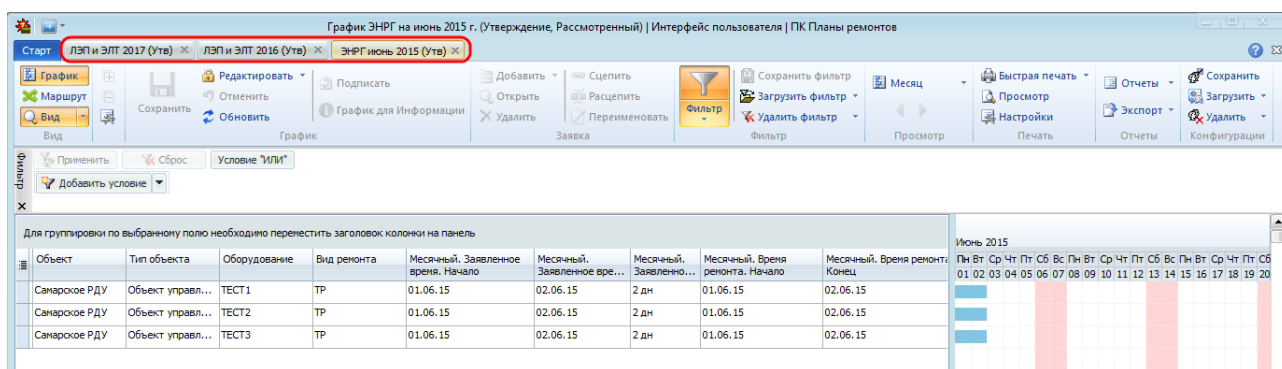 График ЭНРГ на июнь 2015 г. (Утверждение, Рассмотренный) | Интерфейс пользователя | ПК Планы ремонтов
Старт ЛЭП и ЭЛТ 2017 (Утв) ЛЭП и ЭЛТ 2016 (Утв) ЭНРГ июнь 2015 (Утв)
График Редактировать Подписать Добавить Сцепить Сохранить фильтр Месяц Быстрая печать Отчеты Сохранить
Маршрут Сохранить Отменить Открыть Расцепить Фильтр Загрузить фильтр Просмотр Загрузить
Вид Обновить График для Информации Удалить Переименовать Удалить фильтр Настройки Экспорт Удалить
Вид График Заявка Фильтр Просмотр Печать Отчеты Конфигурации
Фильтр
Применить Сброс Условие "ИЛИ"
Добавить условие
Для группировки по выбранному полю необходимо переместить заголовок колонки на панель
Июнь 2015
Объект Тип объекта Оборудование Вид ремонта Месячный. Заявленное время. Начало Месячный. Заявленное вре... Месячный. Заявленно... Месячный. Время ремонта. Начало Месячный. Время ремонта Конец
Пн Вт Ср Чт Пт Сб Вс Пн Вт Ср Чт Пт Сб Вс Пн Вт Ср Чт Пт Сб
01 02 03 04 05 06 07 08 09 10 11 12 13 14 15 16 17 18 19 20
Самарское РДУ Объект управл... ТЕСТ1 ТР 01.06.15 02.06.15 2 дн 01.06.15 02.06.15
Самарское РДУ Объект управл... ТЕСТ2 ТР 01.06.15 02.06.15 2 дн 01.06.15 02.06.15
Самарское РДУ Объект управл... ТЕСТ3 ТР 01.06.15 02.06.15 2 дн 01.06.15 02.06.15